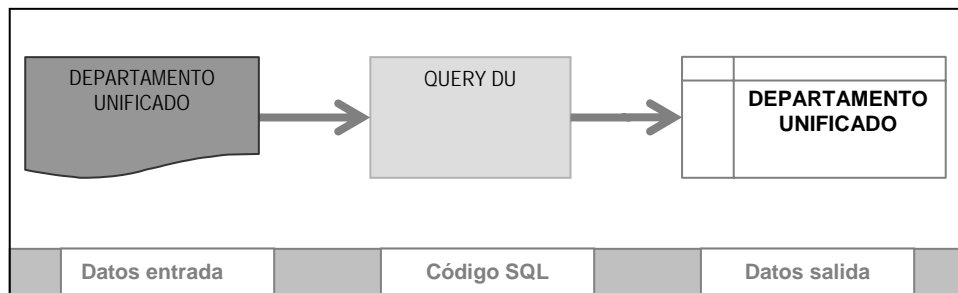 DEPARTAMENTO
UNIFICADO
QUERY DU
DEPARTAMENTO
UNIFICADO
Datos entrada
Código SQL
Datos salida